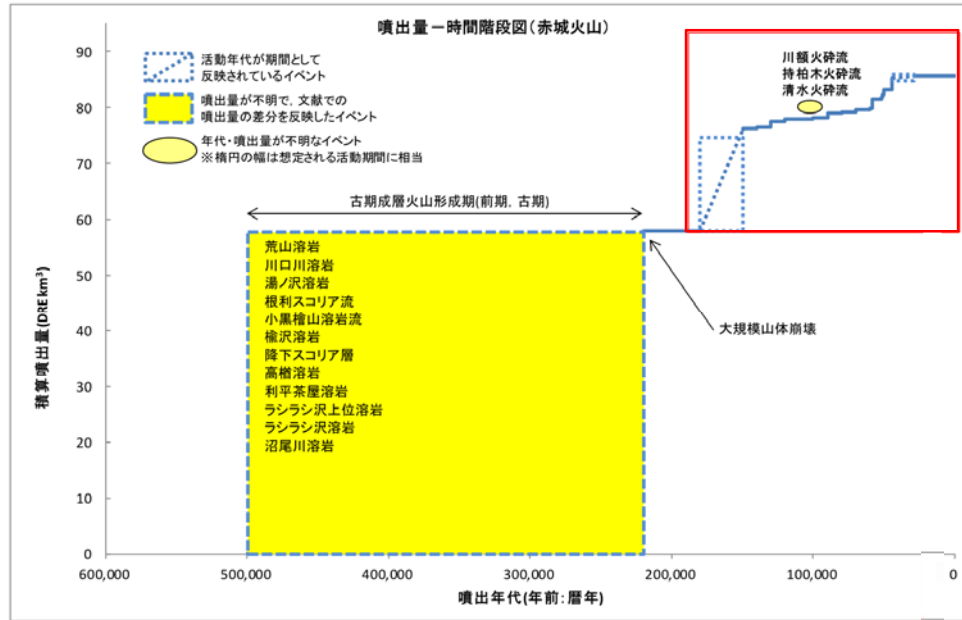 噴出量－時間階段図(赤城火山)
活動年代が期間として
反映されているイベント
噴出量が不明で，文献での
噴出量の差分を反映したイベント
年代・噴出量が不明なイベント
※楕円の幅は想定される活動期間に相当
川額火砕流
持柏木火砕流
清水火砕流
古期成層火山形成期(前期，古期)
荒山溶岩
川口川溶岩
湯ノ沢溶岩
根利スコリア流
小黒檜山溶岩流
楡沢溶岩
降下スコリア層
高楢溶岩
利平茶屋溶岩
ラシラシ沢上位溶岩
ラシラシ沢溶岩
沼尾川溶岩
大規模山体崩壊
積算噴出量(DRE km³)
90
80
70
60
50
40
30
20
10
0
600,000
500,000
400,000
300,000
200,000
100,000
0
噴出年代(年前:暦年)